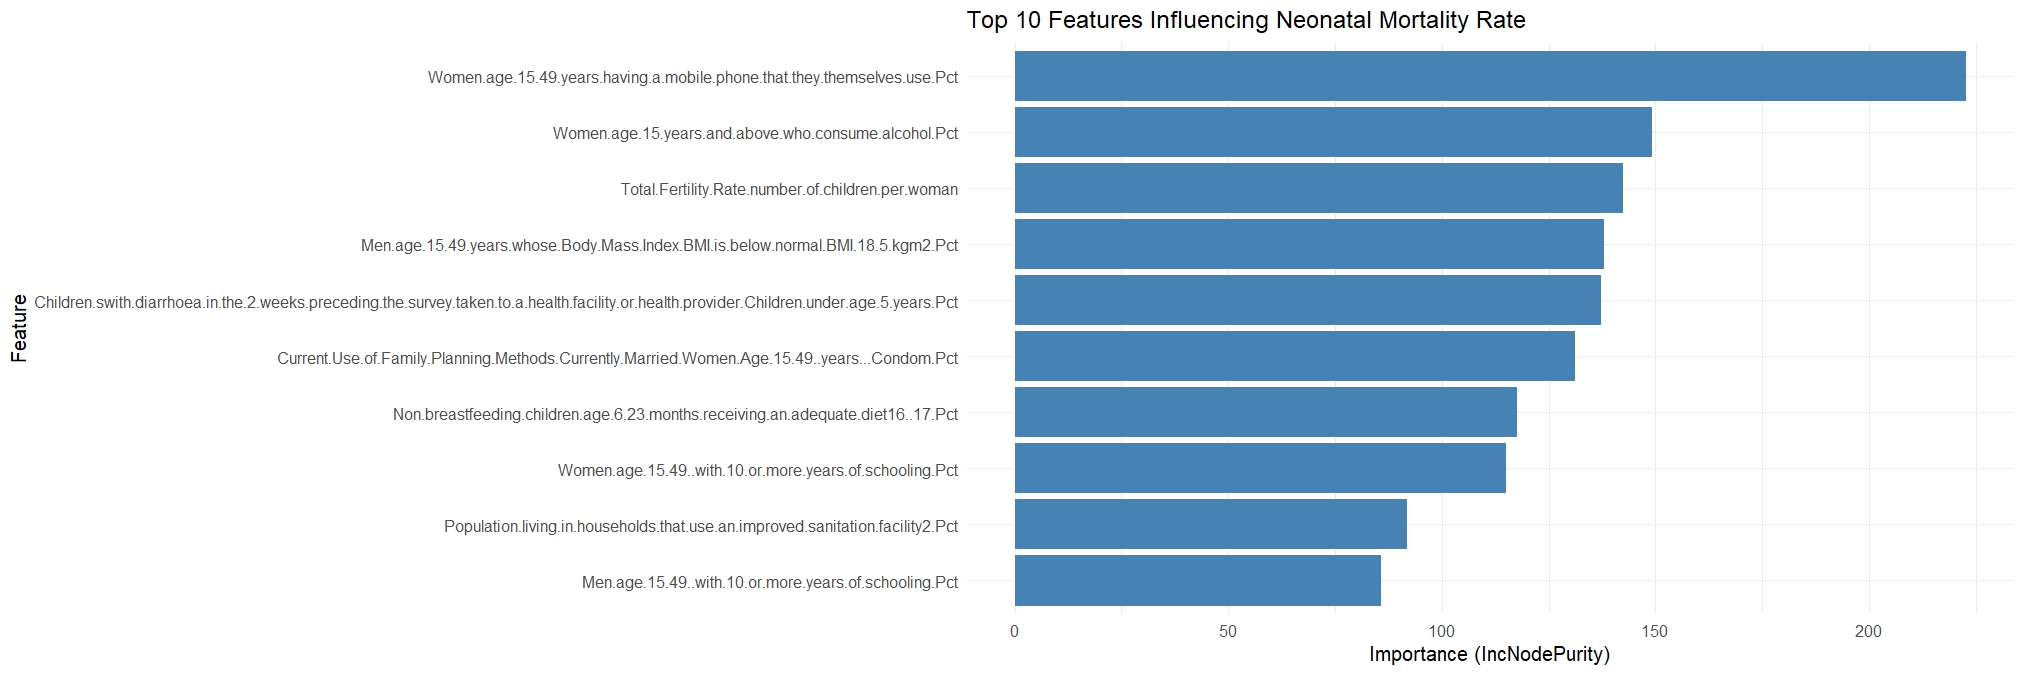 Top 10 Features Influencing Neonatal Mortality Rate
Feature
Women.age.15.49.years.having.a.mobile.phone.that.they.themselves.use.Pct
Women.age.15.years.and.above.who.consume.alcohol.Pct
Total.Fertility.Rate.number.of.children.per.woman
Men.age.15.49.years.whose.Body.Mass.Index.BMI.is.below.normal.BMI.18.5.kgm2.Pct
Children.swith.diarrhoea.in.the.2.weeks.preceding.the.survey.taken.to.a.health.facility.or.health.provider.Children.under.age.5.years.Pct
Current.Use.of.Family.Planning.Methods.Currently.Married.Women.Age.15.49..years...Condom.Pct
Non.breastfeeding.children.age.6.23.months.receiving.an.adequate.diet16..17.Pct
Women.age.15.49..with.10.or.more.years.of.schooling.Pct
Population.living.in.households.that.use.an.improved.sanitation.facility2.Pct
Men.age.15.49..with.10.or.more.years.of.schooling.Pct
0 50 100 150 200
Importance (IncNodePurity)